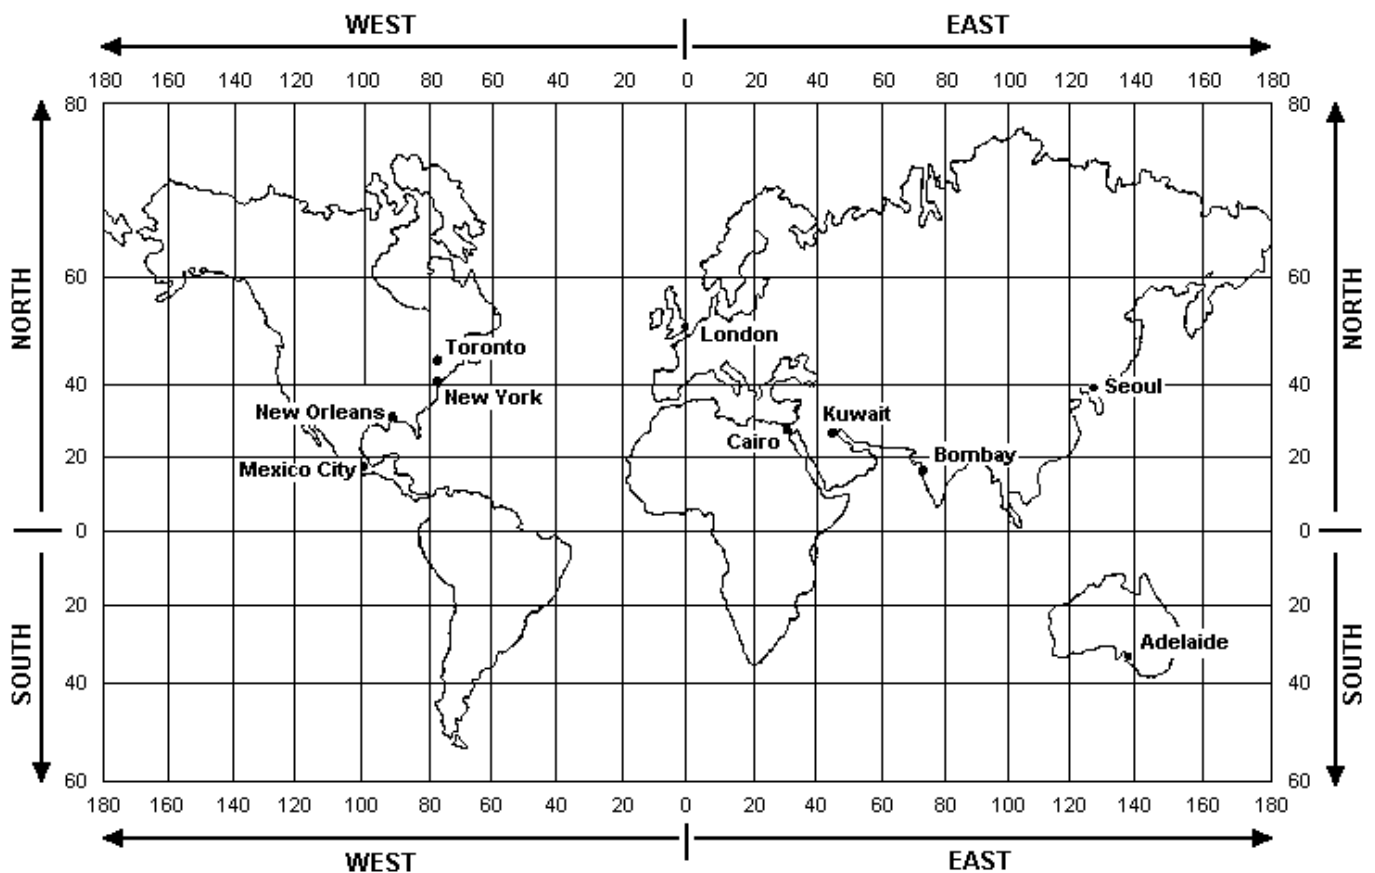 WEST EAST
180 160 140 120 100 80 60 40 20 0 20 40 60 80 100 120 140 160 180
80 80
NORTH NORTH
60 60
London
Toronto
40 Seoul 40
New York
New Orleans Kuwait
Cairo
20 Bombay 20
Mexico City
0 0
20 20
SOUTH Adelaide SOUTH
40 40
60 60
180 160 140 120 100 80 60 40 20 0 20 40 60 80 100 120 140 160 180
WEST EAST